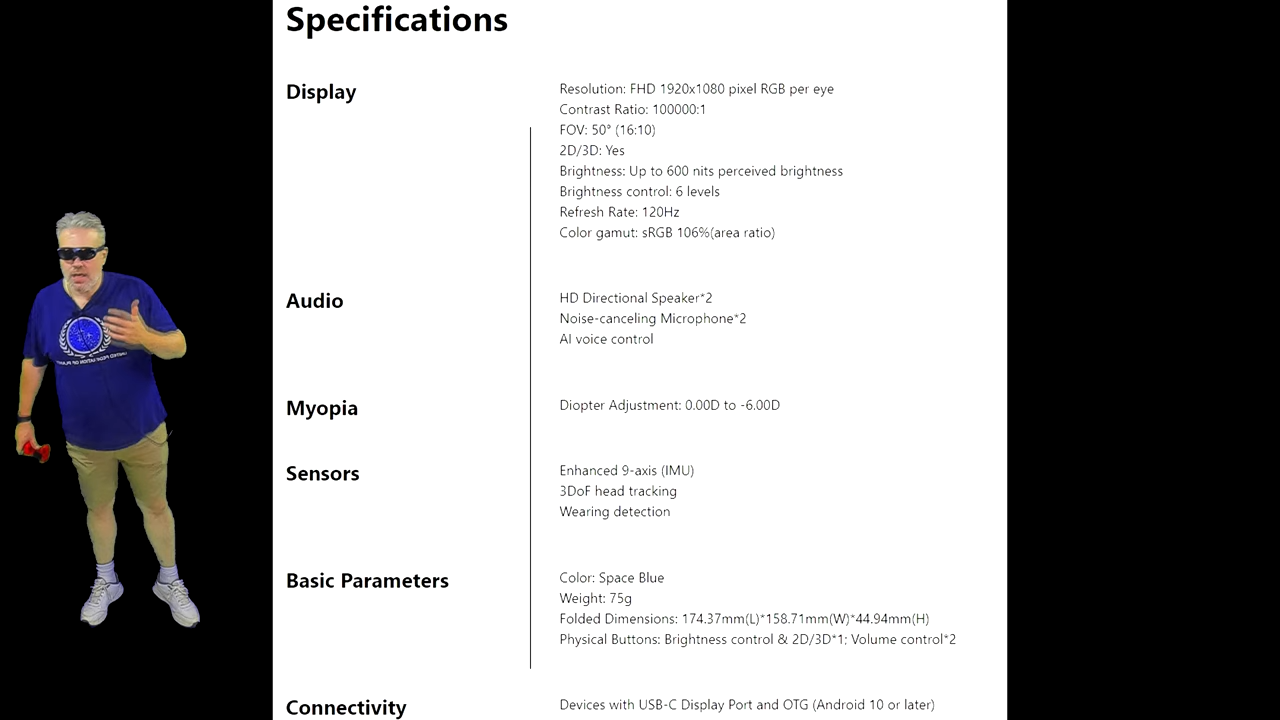 Specifications
Display
Resolution: FHD 1920x1080 pixel RGB per eye
Contrast Ratio: 100000:1
FOV: 50° (16:10)
2D/3D: Yes
Brightness: Up to 600 nits perceived brightness
Brightness control: 6 levels
Refresh Rate: 120Hz
Color gamut: sRGB 106%(area ratio)
Audio
HD Directional Speaker*2
Noise-canceling Microphone*2
AI voice control
Myopia
Diopter Adjustment: 0.00D to -6.00D
Sensors
Enhanced 9-axis (IMU)
3DoF head tracking
Wearing detection
Basic Parameters
Color: Space Blue
Weight: 75g
Folded Dimensions: 174.37mm(L)*158.71mm(W)*44.94mm(H)
Physical Buttons: Brightness control & 2D/3D*1; Volume control*2
Connectivity
Devices with USB-C Display Port and OTG (Android 10 or later)